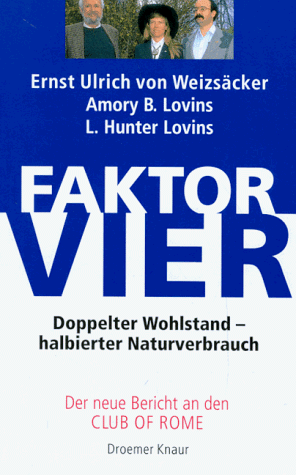 Ernst Ulrich von Weizsäcker
Amory B. Lovins
L. Hunter Lovins
FAKTOR
VIER
Doppelter Wohlstand –
halbierter Naturverbrauch
Der neue Bericht an den
CLUB OF ROME
Droemer Knaur